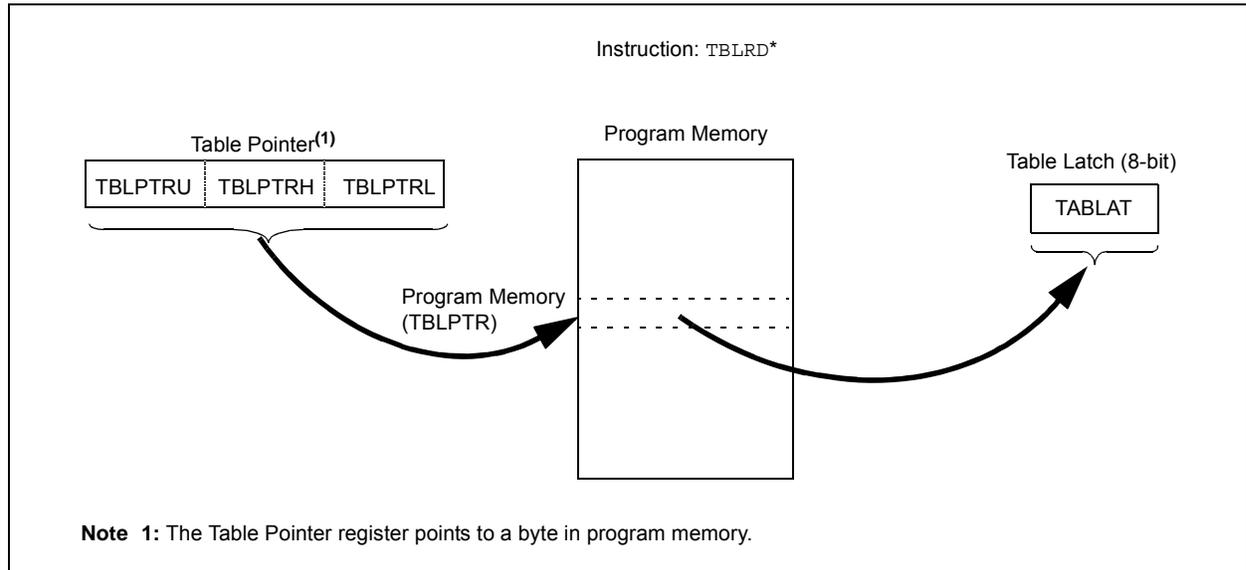 Instruction: TBLRD*
Table Pointer(1)
TBLPTRU TBLPTRH TBLPTRL
Program Memory
(TBLPTR)
Program Memory
Table Latch (8-bit)
TABLAT
Note 1: The Table Pointer register points to a byte in program memory.